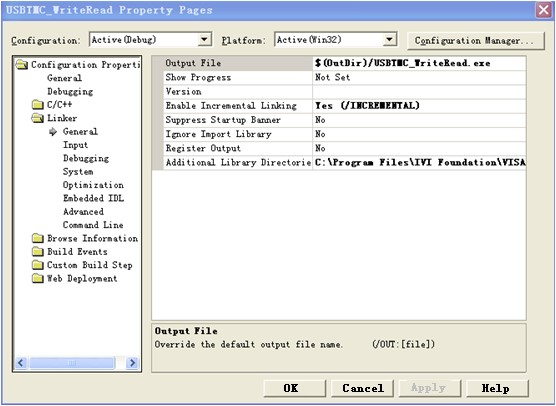 USBTMC_WriteRead Property Pages
Configuration: Active(Debug) Platform: Active(Win32) Configuration Manager...
Configuration Properti
General
Debugging
C/C++
Linker
General
Input
Debugging
System
Optimization
Embedded IDL
Advanced
Command Line
Browse Information
Build Events
Custom Build Step
Web Deployment
Output File $(OutDir)/USBTMC_WriteRead.exe
Show Progress Not Set
Version
Enable Incremental Linking Yes (/INCREMENTAL)
Suppress Startup Banner No
Ignore Import Library No
Register Output No
Additional Library Directorie C:\Program Files\IVI Foundation\VISA
Output File
Override the default output file name. (/OUT:[file])
OK Cancel Apply Help